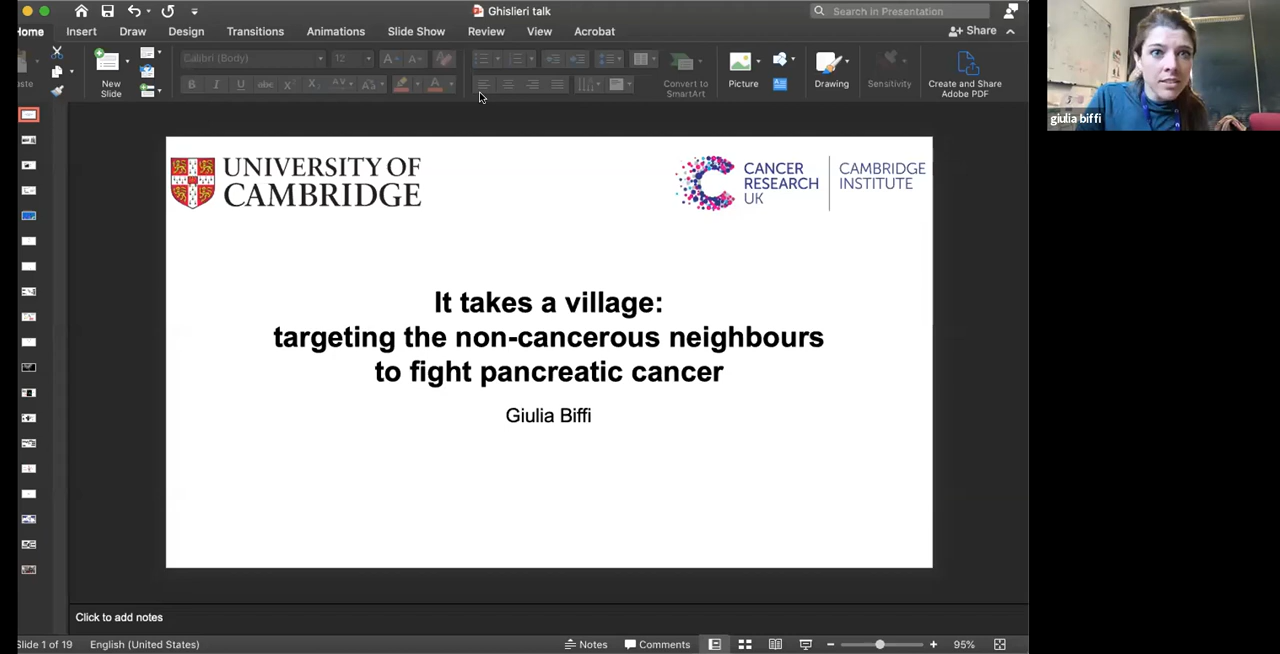 Ghislieri talk
Search in Presentation
Home
Insert
Draw
Design
Transitions
Animations
Slide Show
Review
View
Acrobat
Share
New
Slide
Calibri (Body)
12
Convert to
SmartArt
Picture
Drawing
Sensitivity
Create and Share
Adobe PDF
giulia biffi
UNIVERSITY OF
CAMBRIDGE
CANCER
RESEARCH
UK
CAMBRIDGE
INSTITUTE
It takes a village:
targeting the non-cancerous neighbours
to fight pancreatic cancer
Giulia Biffi
Click to add notes
Slide 1 of 19
English (United States)
Notes
Comments
95%